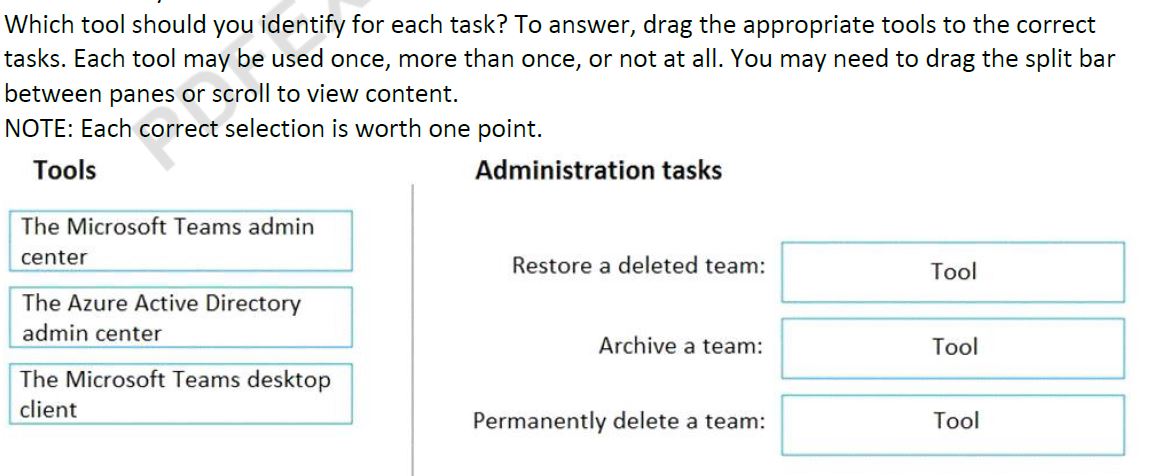 Which tool should you identify for each task? To answer, drag the appropriate tools to the correct
tasks. Each tool may be used once, more than once, or not at all. You may need to drag the split bar
between panes or scroll to view content.
NOTE: Each correct selection is worth one point.
Tools
The Microsoft Teams admin
center
The Azure Active Directory
admin center
The Microsoft Teams desktop
client
Administration tasks
Restore a deleted team:
Tool
Archive a team:
Tool
Permanently delete a team:
Tool